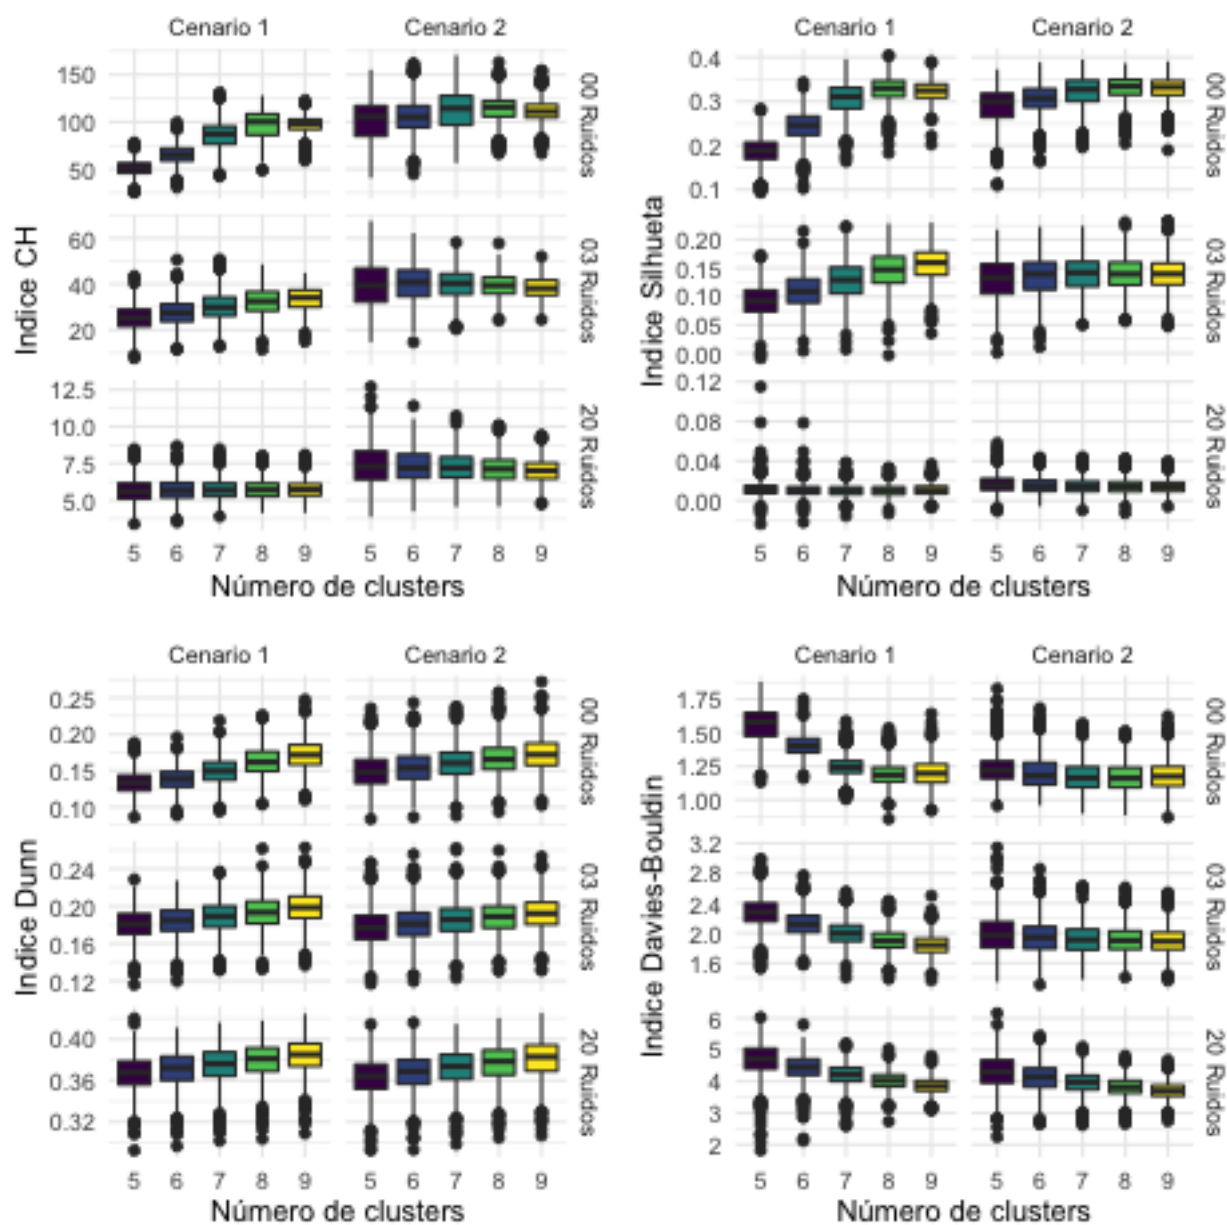 Cenario 1 Cenario 2
150
100
50
00 Ruidos
60
40
20
03 Ruidos
12.5
10.0
7.5
5.0
20 Ruidos
Indice CH
5 6 7 8 9 5 6 7 8 9
Número de clusters
Cenario 1 Cenario 2
0.4
0.3
0.2
0.1
00 Ruidos
0.20
0.15
0.10
0.05
0.00
03 Ruidos
0.12
0.08
0.04
0.00
20 Ruidos
Indice Silhueta
5 6 7 8 9 5 6 7 8 9
Número de clusters
Cenario 1 Cenario 2
0.25
0.20
0.15
0.10
00 Ruidos
0.24
0.20
0.16
0.12
03 Ruidos
0.40
0.36
0.32
20 Ruidos
Indice Dunn
5 6 7 8 9 5 6 7 8 9
Número de clusters
Cenario 1 Cenario 2
1.75
1.50
1.25
1.00
00 Ruidos
3.2
2.8
2.4
2.0
1.6
03 Ruidos
6
5
4
3
2
20 Ruidos
Indice Davies-Bouldin
5 6 7 8 9 5 6 7 8 9
Número de clusters